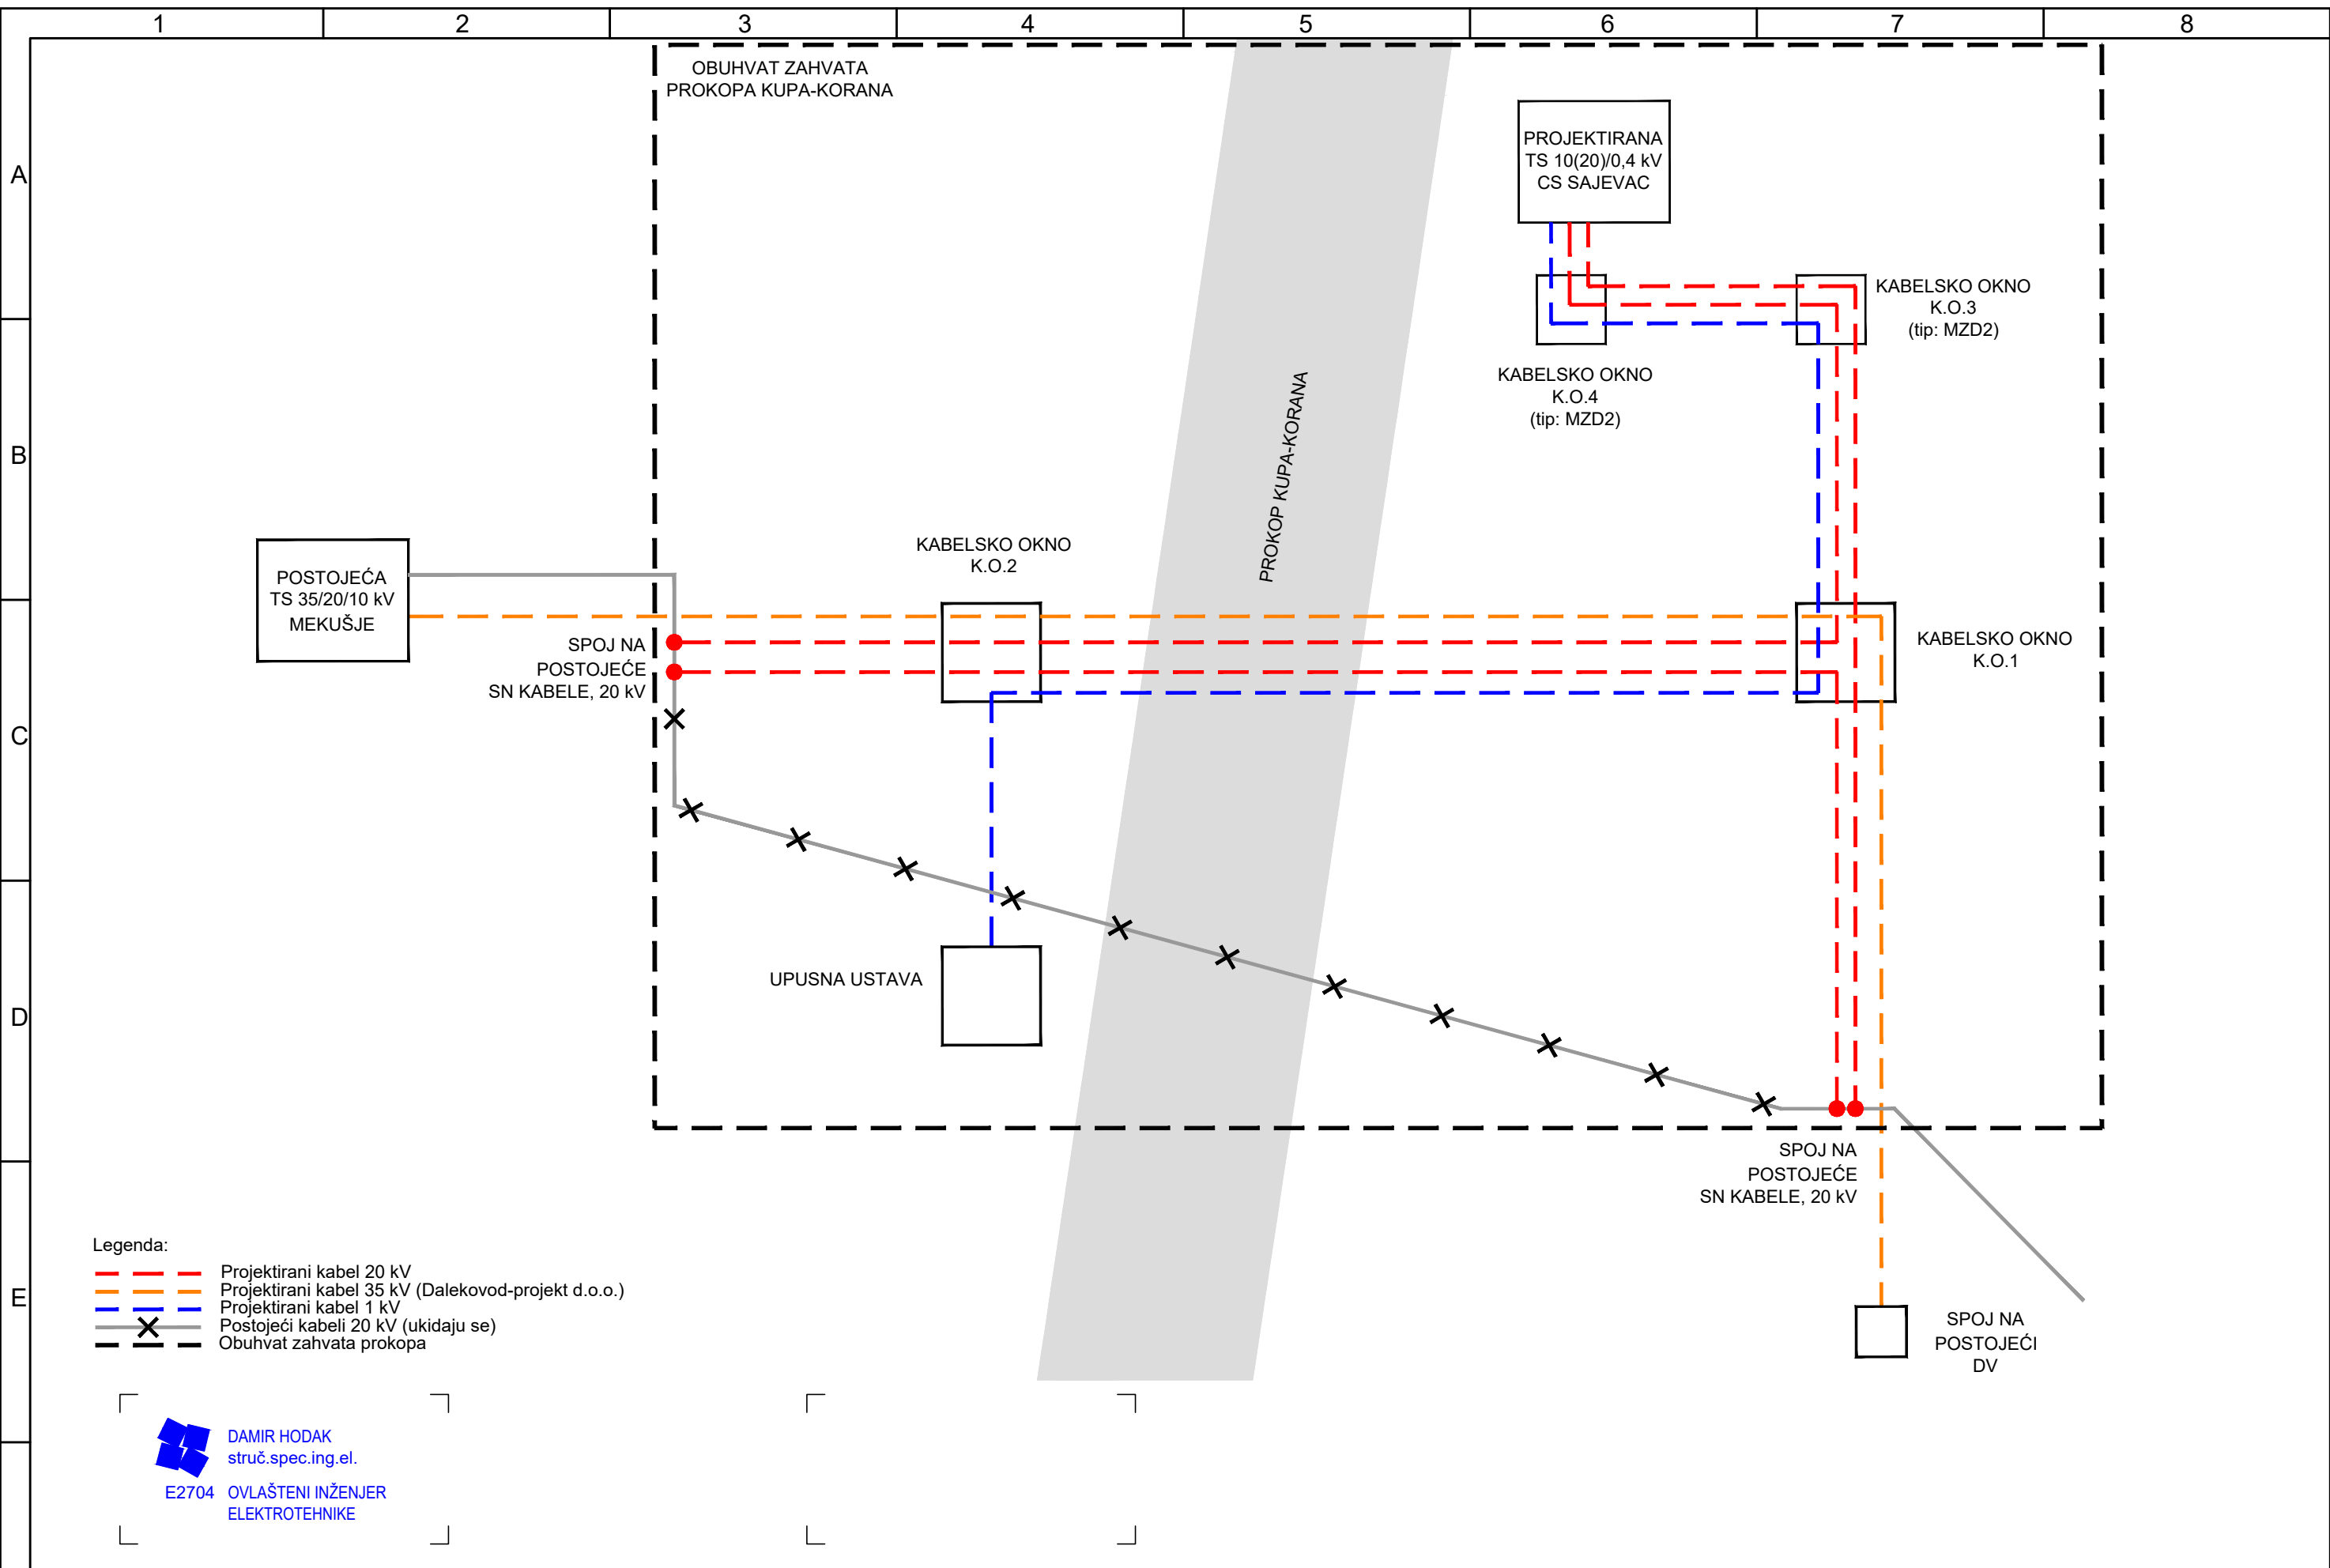 1 2 3 4 5 6 7 8
A
B
C
D
E
OBUHVAT ZAHVATA
PROKOPA KUPA-KORANA
PROJEKTIRANA
TS 10(20)/0,4 kV
CS SAJEVAC
KABELSKO OKNO
K.O.3
(tip: MZD2)
KABELSKO OKNO
K.O.4
(tip: MZD2)
PROKOP KUPA-KORANA
KABELSKO OKNO
K.O.2
POSTOJEĆA
TS 35/20/10 kV
MEKUŠJE
SPOJ NA
POSTOJEĆE
SN KABELE, 20 kV
KABELSKO OKNO
K.O.1
UPUSNA USTAVA
SPOJ NA
POSTOJEĆE
SN KABELE, 20 kV
SPOJ NA
POSTOJEĆI
DV
Legenda:
Projektirani kabel 20 kV
Projektirani kabel 35 kV (Dalekovod-projekt d.o.o.)
Projektirani kabel 1 kV
Postojeći kabeli 20 kV (ukidaju se)
Obuhvat zahvata prokopa
DAMIR HODAK
struč.spec.ing.el.
E2704 OVLAŠTENI INŽENJER
ELEKTROTEHNIKE